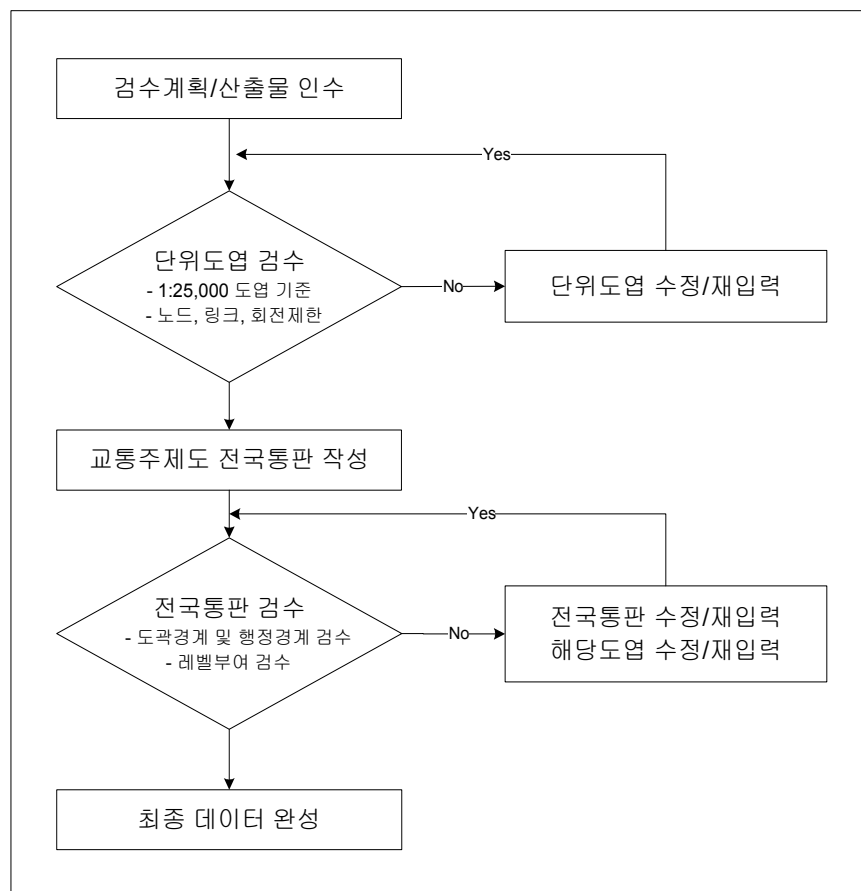 검수계획/산출물 인수
Yes
단위도엽 검수
- 1:25,000 도엽 기준
- 노드, 링크, 회전제한
No
단위도엽 수정/재입력
교통주제도 전국통판 작성
Yes
전국통판 검수
- 도곽경계 및 행정경계 검수
- 레벨부여 검수
No
전국통판 수정/재입력
해당도엽 수정/재입력
최종 데이터 완성